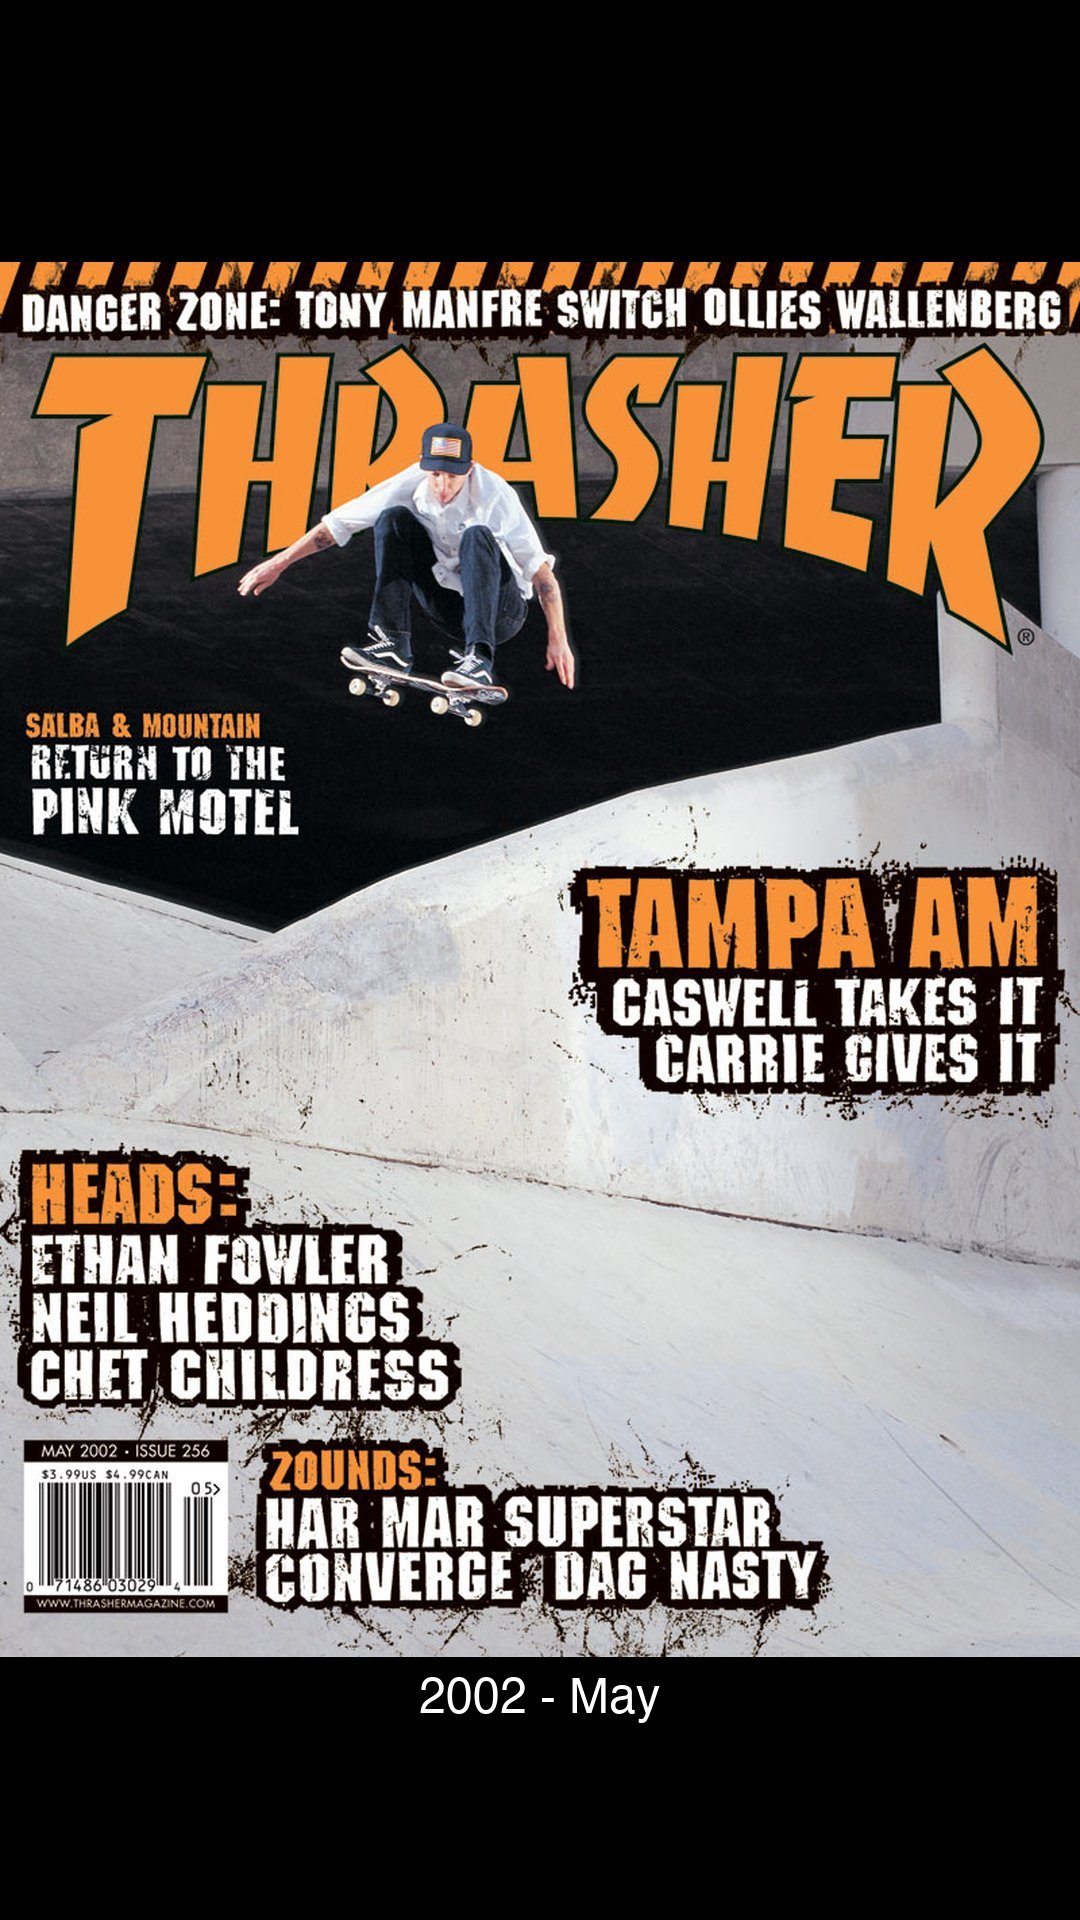 DANGER ZONE: TONY MANFRE SWITCH OLLIES WALLENBERG
THRASHER®
SALBA & MOUNTAIN
RETURN TO THE
PINK MOTEL
TAMPA AM
CASWELL TAKES IT
CARRIE GIVES IT
HEADS:
ETHAN FOWLER
NEIL HEDDINGS
CHET CHILDRESS
MAY 2002 • ISSUE 256
$3.99US $4.99CAN
05>
0 71486 03029 4
WWW.THRASHERMAGAZINE.COM
ZOUNDS:
HAR MAR SUPERSTAR
CONVERGE DAG NASTY
2002 - May